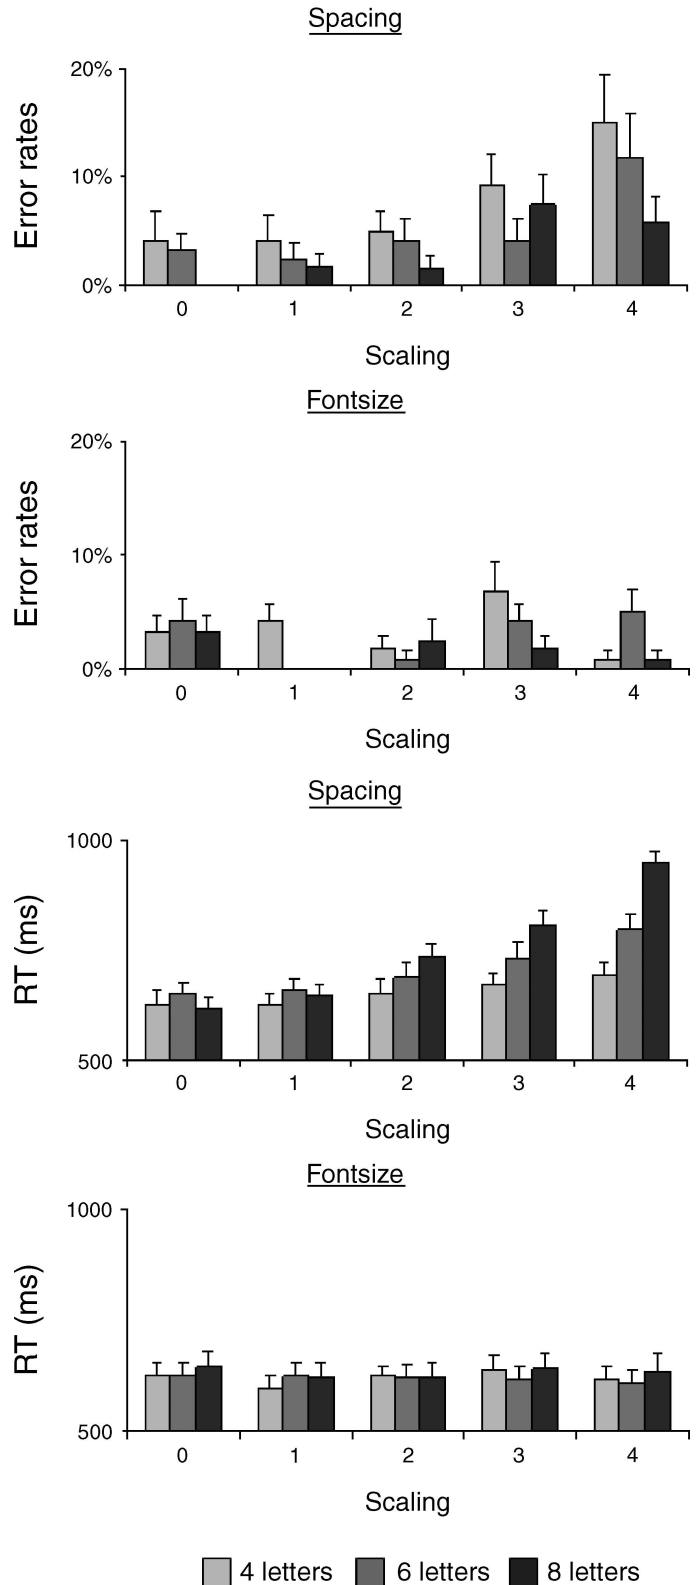 Spacing
20%
10%
0%
Error rates
0 1 2 3 4
Scaling
Fontsize
20%
10%
0%
Error rates
0 1 2 3 4
Scaling
Spacing
1000
500
RT (ms)
0 1 2 3 4
Scaling
Fontsize
1000
500
RT (ms)
0 1 2 3 4
Scaling
4 letters 6 letters 8 letters